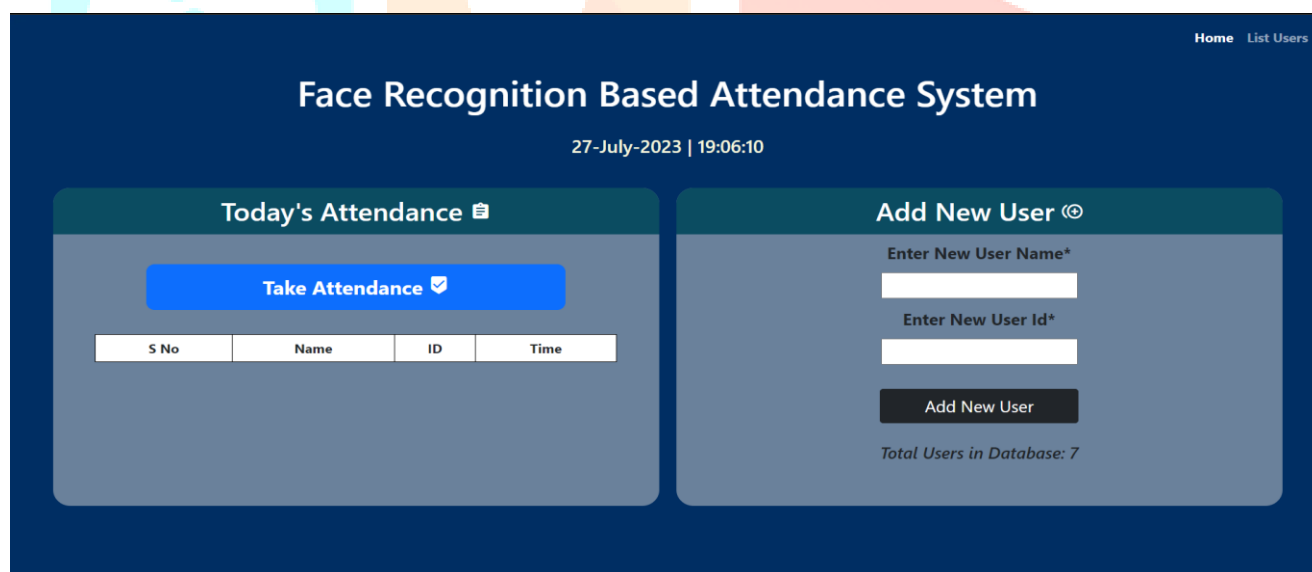 Home List Users
Face Recognition Based Attendance System
27-July-2023 | 19:06:10
Today's Attendance
Take Attendance
S No Name ID Time
Add New User
Enter New User Name*
Enter New User Id*
Add New User
Total Users in Database: 7